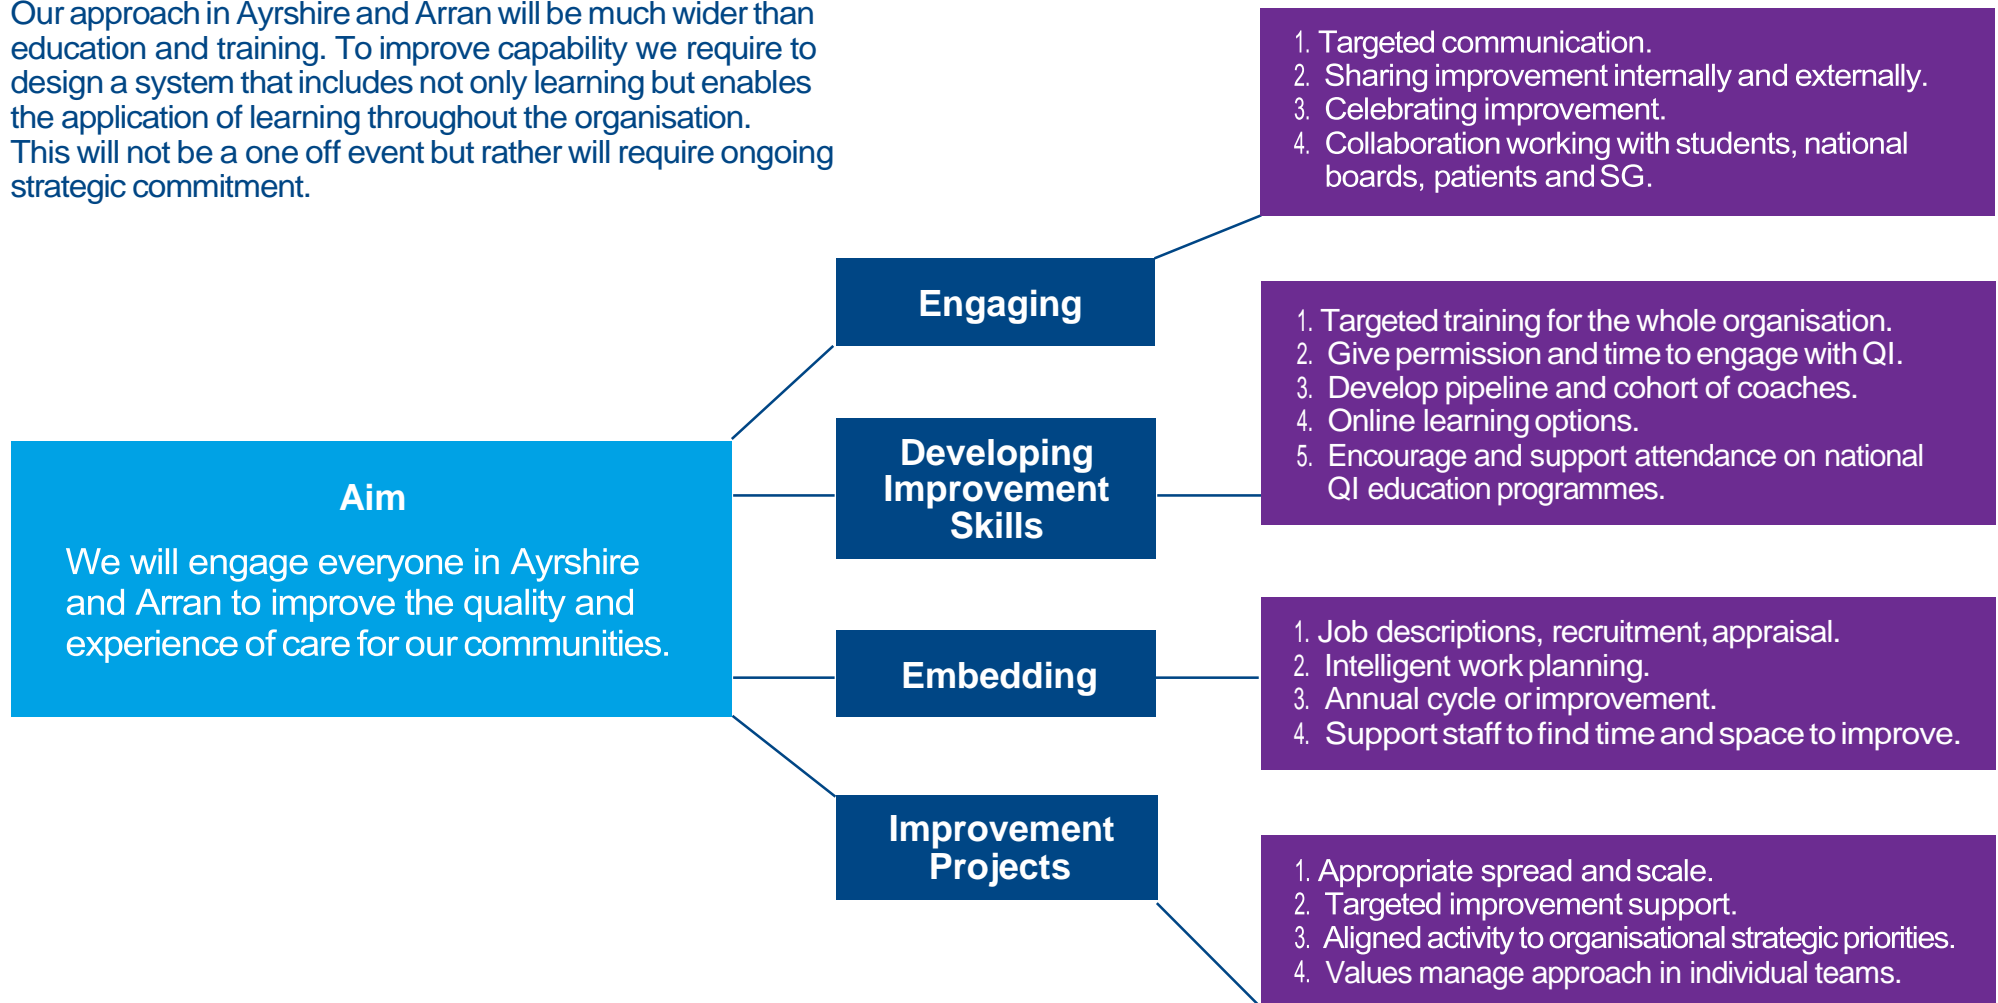 Our approach in Ayrshire and Arran will be much wider than
education and training. To improve capability we require to
design a system that includes not only learning but enables
the application of learning throughout the organisation.
This will not be a one off event but rather will require ongoing
strategic commitment.
1. Targeted communication.
2. Sharing improvement internally and externally.
3. Celebrating improvement.
4. Collaboration working with students, national
boards, patients and SG.
Engaging
1. Targeted training for the whole organisation.
2. Give permission and time to engage with QI.
3. Develop pipeline and cohort of coaches.
4. Online learning options.
5. Encourage and support attendance on national
QI education programmes.
Developing
Improvement
Skills
Aim
We will engage everyone in Ayrshire
and Arran to improve the quality and
experience of care for our communities.
Embedding
1. Job descriptions, recruitment, appraisal.
2. Intelligent work planning.
3. Annual cycle or improvement.
4. Support staff to find time and space to improve.
Improvement
Projects
1. Appropriate spread and scale.
2. Targeted improvement support.
3. Aligned activity to organisational strategic priorities.
4. Values manage approach in individual teams.